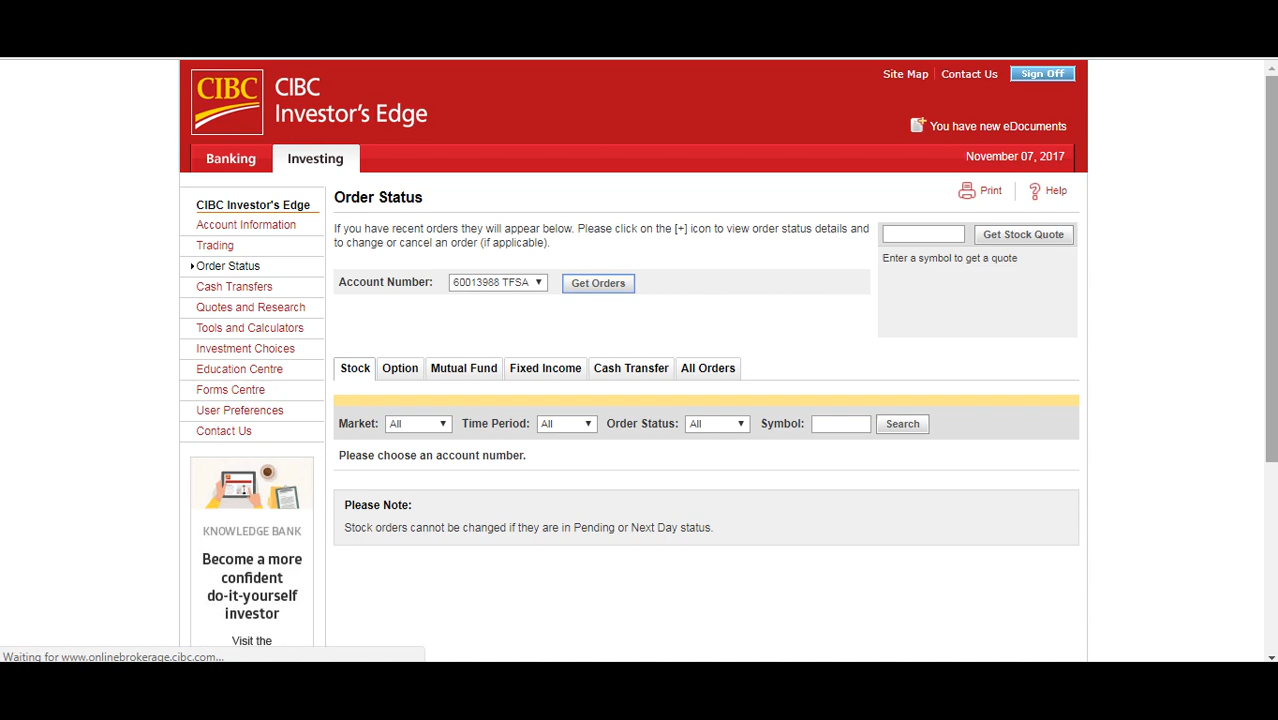 CIBC
CIBC
Investor's Edge
Site Map
Contact Us
Sign Off
You have new eDocuments
Banking
Investing
November 07, 2017
CIBC Investor's Edge
Account Information
Trading
Order Status
Cash Transfers
Quotes and Research
Tools and Calculators
Investment Choices
Education Centre
Forms Centre
User Preferences
Contact Us
KNOWLEDGE BANK
Become a more
confident
do-it-yourself
investor
Visit the
Order Status
Print
Help
If you have recent orders they will appear below. Please click on the [+] icon to view order status details and
to change or cancel an order (if applicable).
Account Number: 60013988 TFSA Get Orders
Get Stock Quote
Enter a symbol to get a quote
Stock Option Mutual Fund Fixed Income Cash Transfer All Orders
Market: All Time Period: All Order Status: All Symbol: Search
Please choose an account number.
Please Note:
Stock orders cannot be changed if they are in Pending or Next Day status.
Waiting for www.onlinebrokerage.cibc.com...